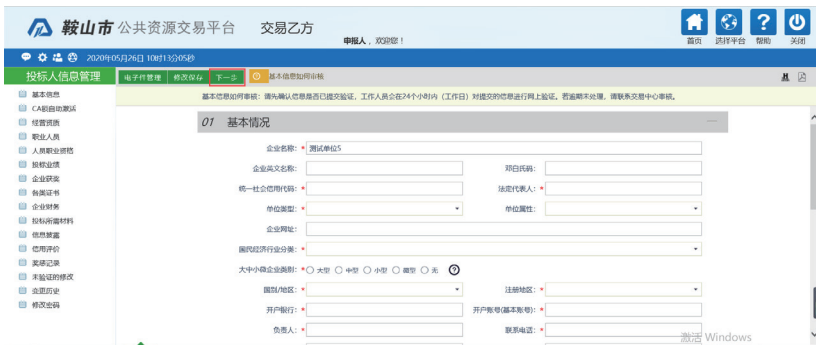 鞍山市 公共资源交易平台 交易乙方
申报人，欢迎您！
首页 选择平台 帮助 关闭
2020年05月26日 10时13分05秒
投标人信息管理 电子件管理 修改保存 下一步 基本信息如何审核
基本信息如何审核：请先确认信息是否已提交验证，工作人员会在24个小时内（工作日）对提交的信息进行网上验证。若逾期未处理，请联系交易中心审核。
基本信息
CA锁自助激活
经营资质
职业人员
人员职业资格
投标业绩
企业获奖
各类证书
企业财务
投标所需材料
信息披露
信用评价
奖惩记录
未验证的修改
变更历史
修改密码
01 基本情况
企业名称：* 测试单位5
企业英文名称： 邓白氏码：
统一社会信用代码：* 法定代表人：*
单位类型：* 单位属性：
企业网址：
国民经济行业分类：*
大中小微企业类别：* 大型 中型 小型 微型 无
国别/地区：* 注册地区：*
开户银行：* 开户账号(基本账号)：*
负责人：* 联系电话：*
激活 Windows